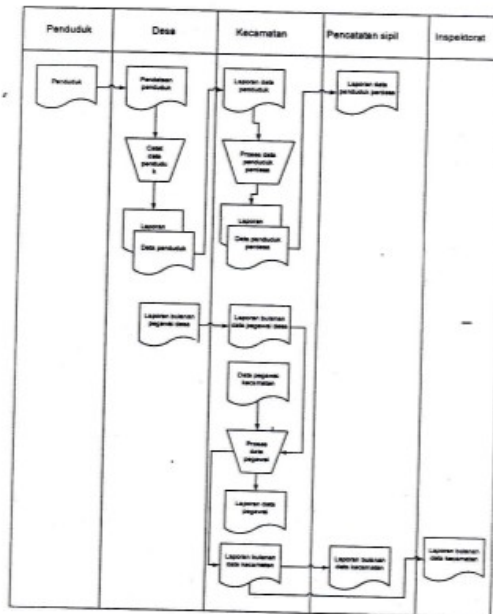 Penduduk
Desa
Kecamatan
Pencatatan sipil
Inspektorat
Penduduk
Pendataan
penduduk
Laporan data
penduduk
Laporan data
penduduk perdesa
Catat
data
pendudu
k
Proses data
penduduk
perdesa
Laporan
Data penduduk
Laporan
Data penduduk
perdesa
Laporan bulanan
pegawai desa
Laporan bulanan
data pegawai desa
Data pegawai
kecamatan
Proses
data
pegawai
Laporan data
pegawai
Laporan bulanan
data kecamatan
Laporan bulanan
data kecamatan
Laporan bulanan
data kecamatan